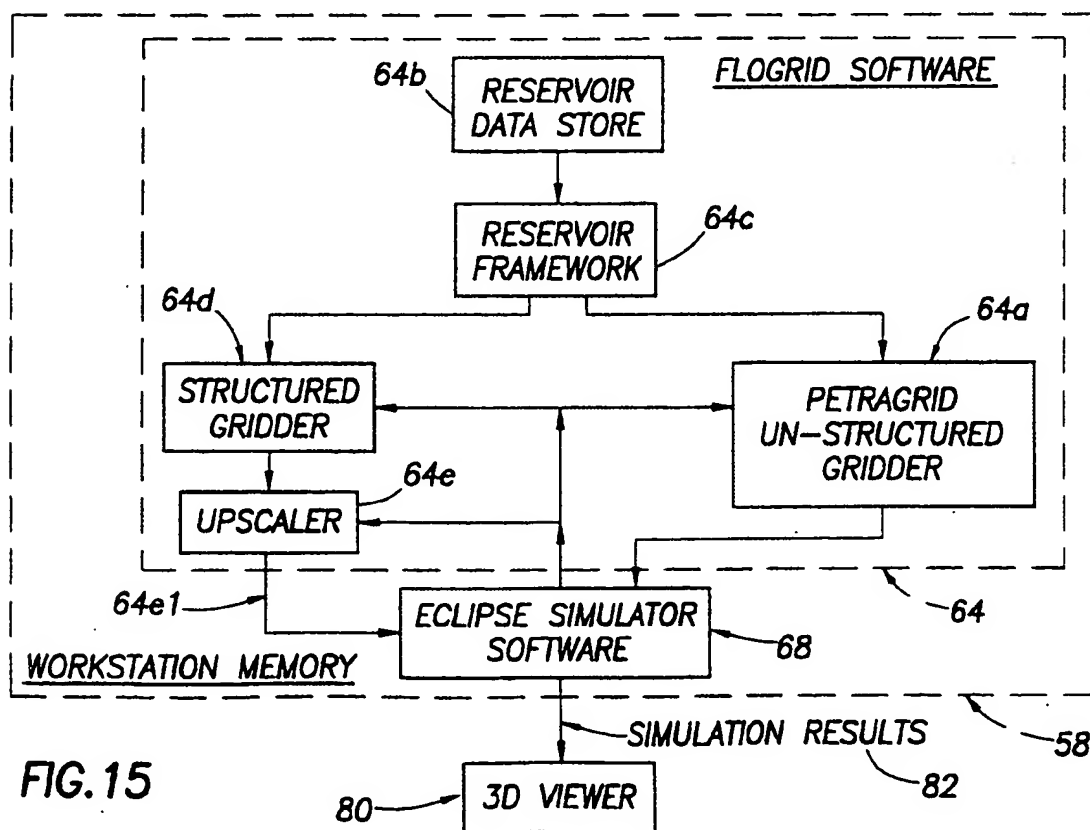 64b
RESERVOIR
DATA STORE
FLOGRID SOFTWARE
RESERVOIR
FRAMEWORK
64c
64d
64a
STRUCTURED
GRIDDER
PETRAGRID
UN-STRUCTURED
GRIDDER
64e
UPSCALER
64e1
64
ECLIPSE SIMULATOR
SOFTWARE
68
WORKSTATION MEMORY
58
SIMULATION RESULTS
82
FIG.15
80
3D VIEWER